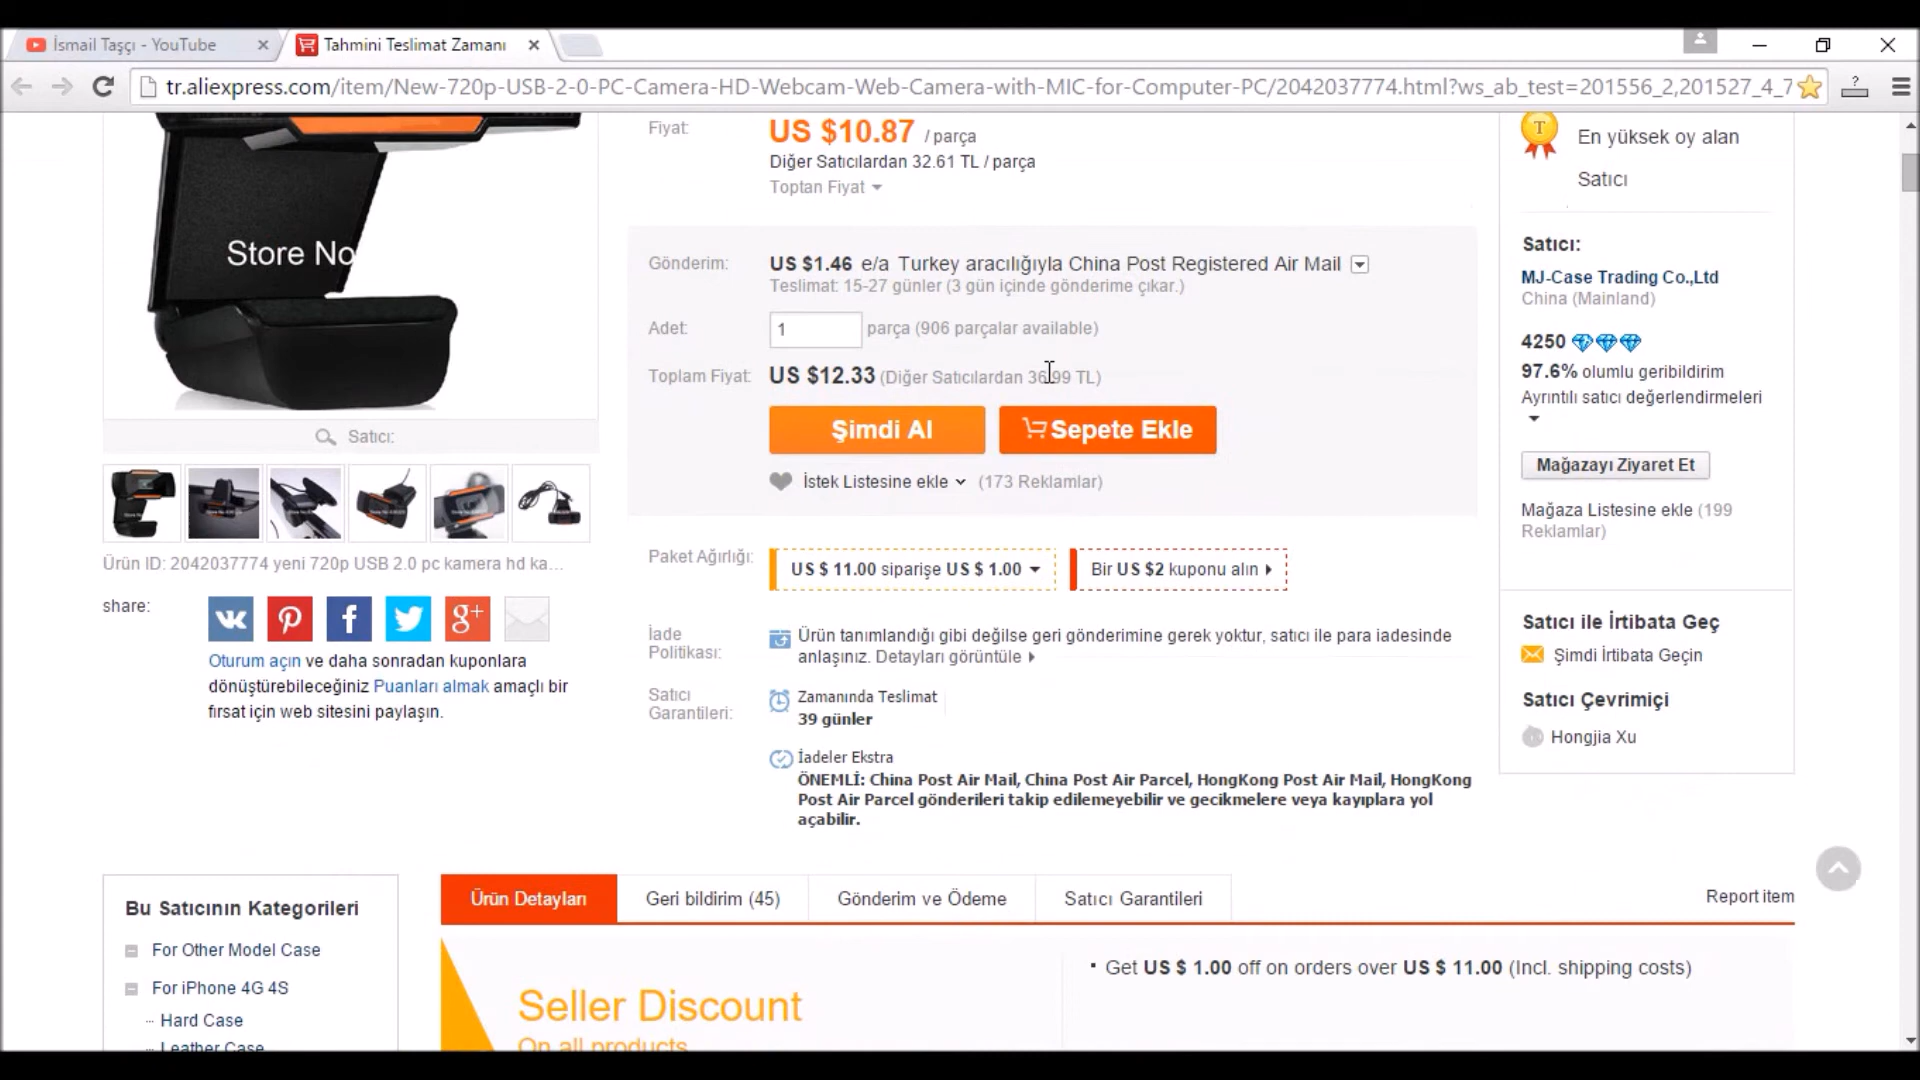 İsmail Taşçı - YouTube
Tahmini Teslimat Zamanı
tr.aliexpress.com/item/New-720p-USB-2-0-PC-Camera-HD-Webcam-Web-Camera-with-MIC-for-Computer-PC/2042037774.html?ws_ab_test=201556_2,201527_4_7
Fiyat:
US $10.87 / parça
Diğer Satıcılardan 32.61 TL / parça
Toptan Fiyat
Store No
Gönderim:
US $1.46 e/a Turkey aracılığıyla China Post Registered Air Mail
Teslimat: 15-27 günler (3 gün içinde gönderime çıkar.)
Adet:
1 parça (906 parçalar available)
Toplam Fiyat:
US $12.33 (Diğer Satıcılardan 36.99 TL)
Şimdi Al
Sepete Ekle
İstek Listesine ekle (173 Reklamlar)
Satıcı:
Ürün ID: 2042037774 yeni 720p USB 2.0 pc kamera hd ka...
share:
Oturum açın ve daha sonradan kuponlara
dönüştürebileceğiniz Puanları almak amaçlı bir
fırsat için web sitesini paylaşın.
Paket Ağırlığı:
US $ 11.00 siparişe US $ 1.00
Bir US $2 kuponu alın
İade
Politikası:
Ürün tanımlandığı gibi değilse geri gönderimine gerek yoktur, satıcı ile para iadesinde
anlaşınız. Detayları görüntüle
Satıcı
Garantileri:
Zamanında Teslimat
39 günler
İadeler Ekstra
ÖNEMLİ: China Post Air Mail, China Post Air Parcel, HongKong Post Air Mail, HongKong
Post Air Parcel gönderileri takip edilemeyebilir ve gecikmelere veya kayıplara yol
açabilir.
T
En yüksek oy alan
Satıcı
Satıcı:
MJ-Case Trading Co.,Ltd
China (Mainland)
4250
97.6% olumlu geribildirim
Ayrıntılı satıcı değerlendirmeleri
Mağazayı Ziyaret Et
Mağaza Listesine ekle (199
Reklamlar)
Satıcı ile İrtibata Geç
Şimdi İrtibata Geçin
Satıcı Çevrimiçi
Hongjia Xu
Bu Satıcının Kategorileri
For Other Model Case
For iPhone 4G 4S
Hard Case
Leather Case
Ürün Detayları
Geri bildirim (45)
Gönderim ve Ödeme
Satıcı Garantileri
Report item
Seller Discount
On all products
Get US $ 1.00 off on orders over US $ 11.00 (Incl. shipping costs)